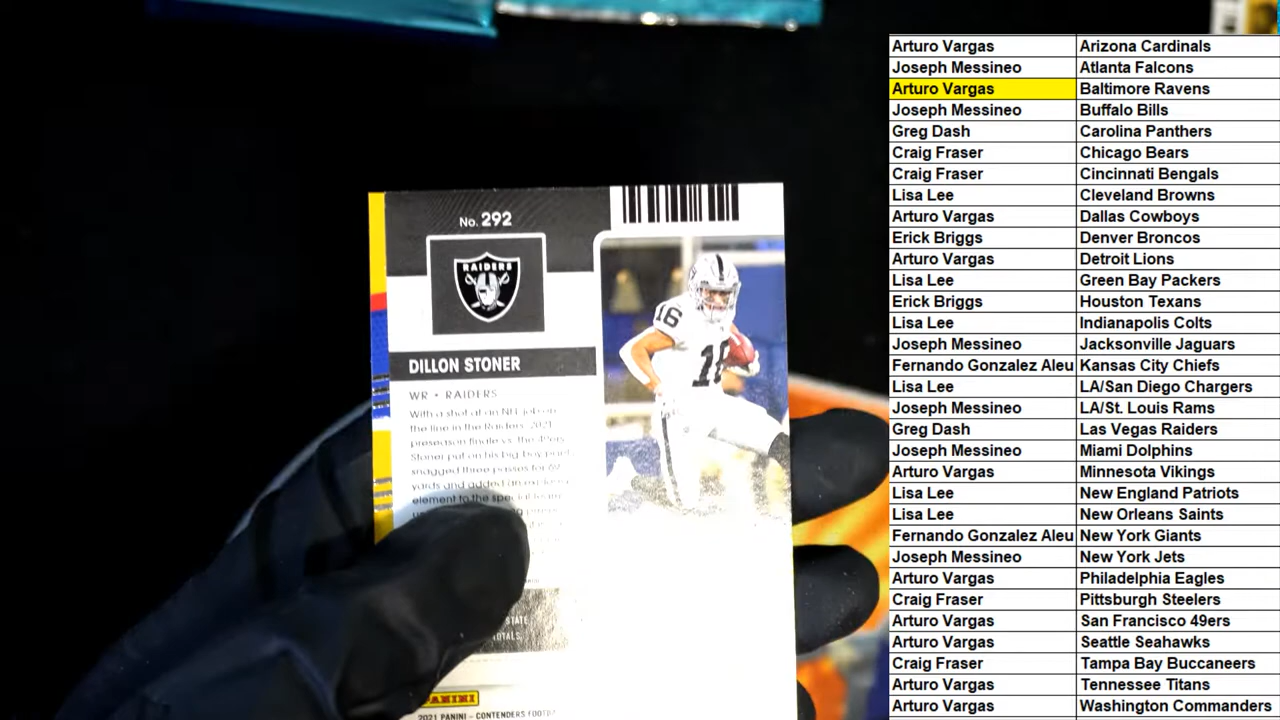 No. 292
RAIDERS
16
DILLON STONER
WR • RAIDERS
With a shot at an NFL job on
the line in the Raiders' 2021
preseason finale vs. the 49ers,
Stoner put on his big boy pants,
snagged three passes for 67
yards and added an explosive
element to the special team
STATE
TOTALS,
PANINI
2021 PANINI - CONTENDERS FOOTB
Arturo Vargas Arizona Cardinals
Joseph Messineo Atlanta Falcons
Arturo Vargas Baltimore Ravens
Joseph Messineo Buffalo Bills
Greg Dash Carolina Panthers
Craig Fraser Chicago Bears
Craig Fraser Cincinnati Bengals
Lisa Lee Cleveland Browns
Arturo Vargas Dallas Cowboys
Erick Briggs Denver Broncos
Arturo Vargas Detroit Lions
Lisa Lee Green Bay Packers
Erick Briggs Houston Texans
Lisa Lee Indianapolis Colts
Joseph Messineo Jacksonville Jaguars
Fernando Gonzalez Aleu Kansas City Chiefs
Lisa Lee LA/San Diego Chargers
Joseph Messineo LA/St. Louis Rams
Greg Dash Las Vegas Raiders
Joseph Messineo Miami Dolphins
Arturo Vargas Minnesota Vikings
Lisa Lee New England Patriots
Lisa Lee New Orleans Saints
Fernando Gonzalez Aleu New York Giants
Joseph Messineo New York Jets
Arturo Vargas Philadelphia Eagles
Craig Fraser Pittsburgh Steelers
Arturo Vargas San Francisco 49ers
Arturo Vargas Seattle Seahawks
Craig Fraser Tampa Bay Buccaneers
Arturo Vargas Tennessee Titans
Arturo Vargas Washington Commanders